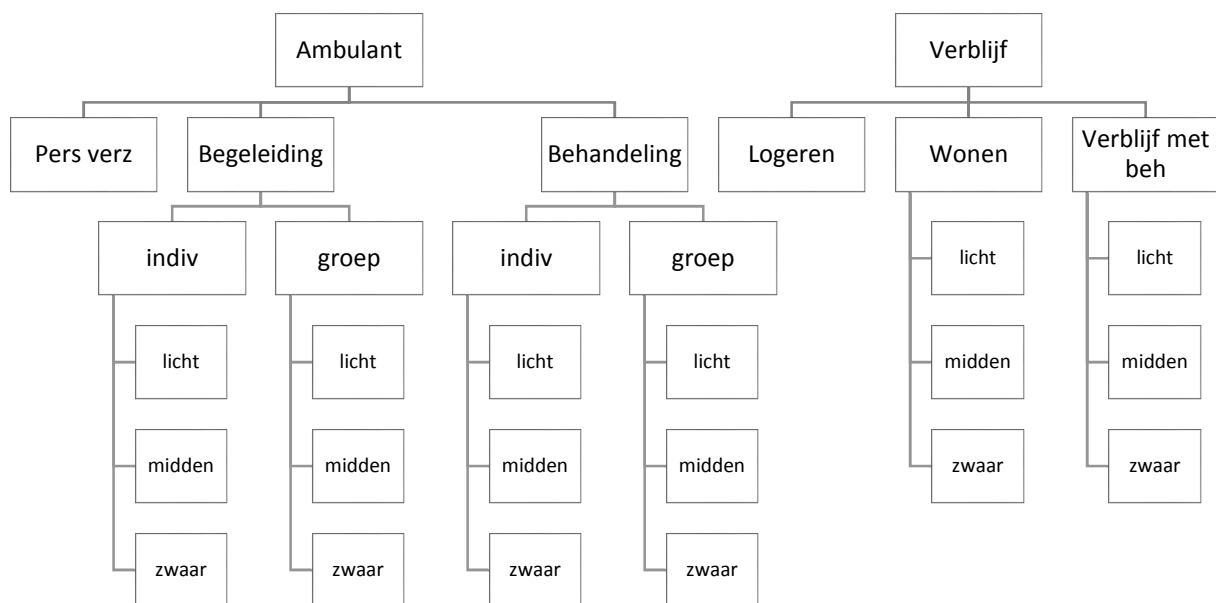 Ambulant
Verblijf
Pers verz
Begeleiding
Behandeling
Logeren
Wonen
Verblijf met
beh
indiv
groep
indiv
groep
licht
licht
licht
licht
licht
licht
midden
midden
midden
midden
midden
midden
zwaar
zwaar
zwaar
zwaar
zwaar
zwaar